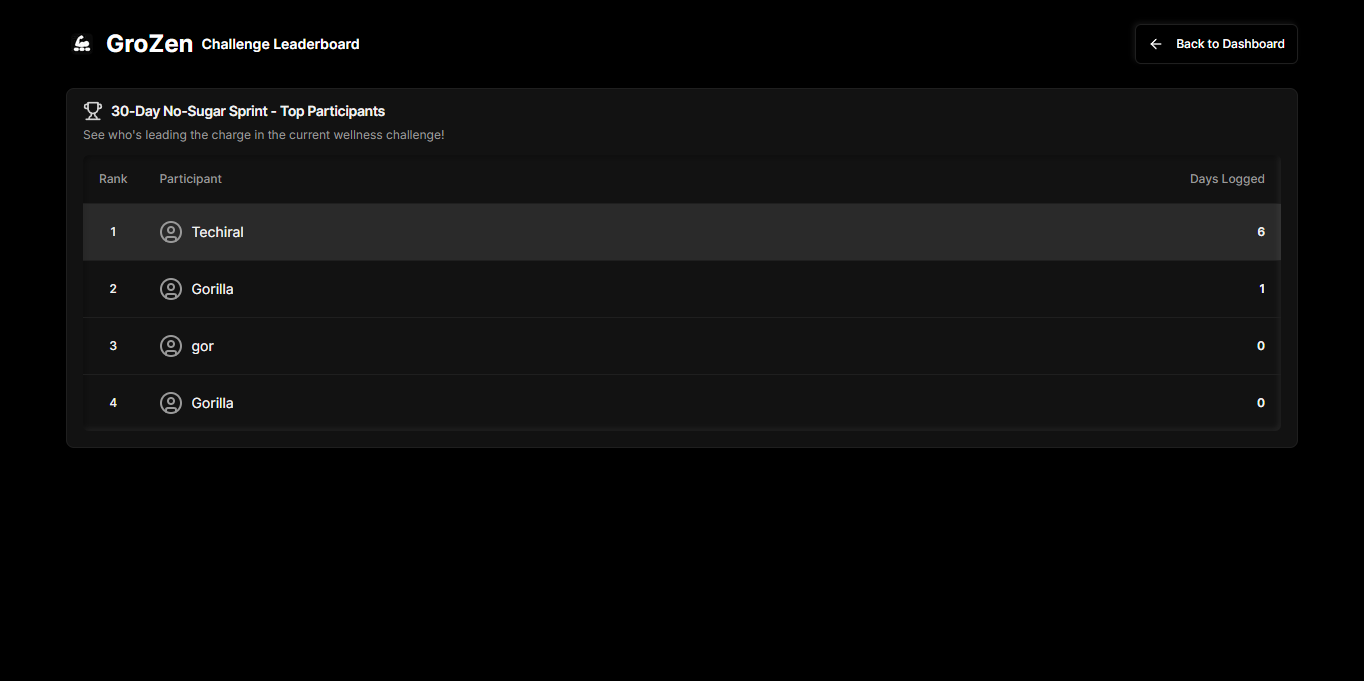 GroZen Challenge Leaderboard
Back to Dashboard
30-Day No-Sugar Sprint - Top Participants
See who's leading the charge in the current wellness challenge!
Rank Participant Days Logged
1 Techiral 6
2 Gorilla 1
3 gor 0
4 Gorilla 0